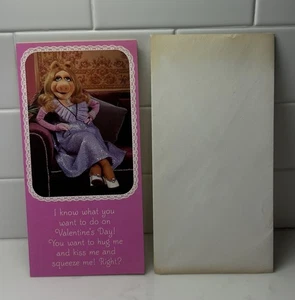 I know what you
want to do on
Valentine's Day!
You want to hug me
and kiss me and
squeeze me! Right?